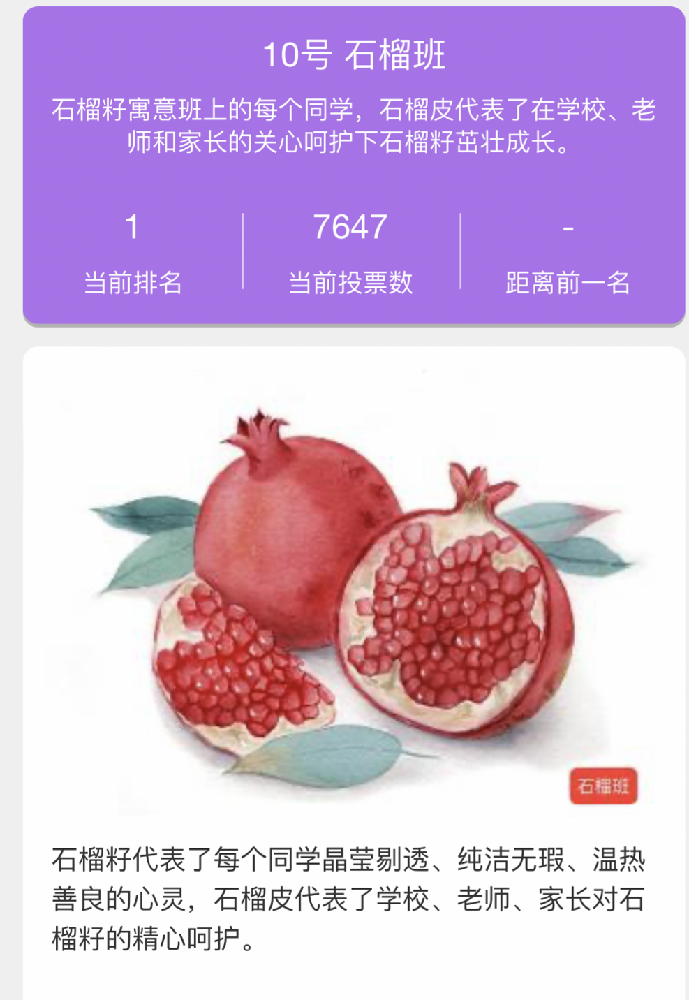 10号 石榴班
石榴籽寓意班上的每个同学，石榴皮代表了在学校、老
师和家长的关心呵护下石榴籽茁壮成长。
1
7647
-
当前排名
当前投票数
距离前一名
石榴班
石榴籽代表了每个同学晶莹剔透、纯洁无瑕、温热
善良的心灵，石榴皮代表了学校、老师、家长对石
榴籽的精心呵护。